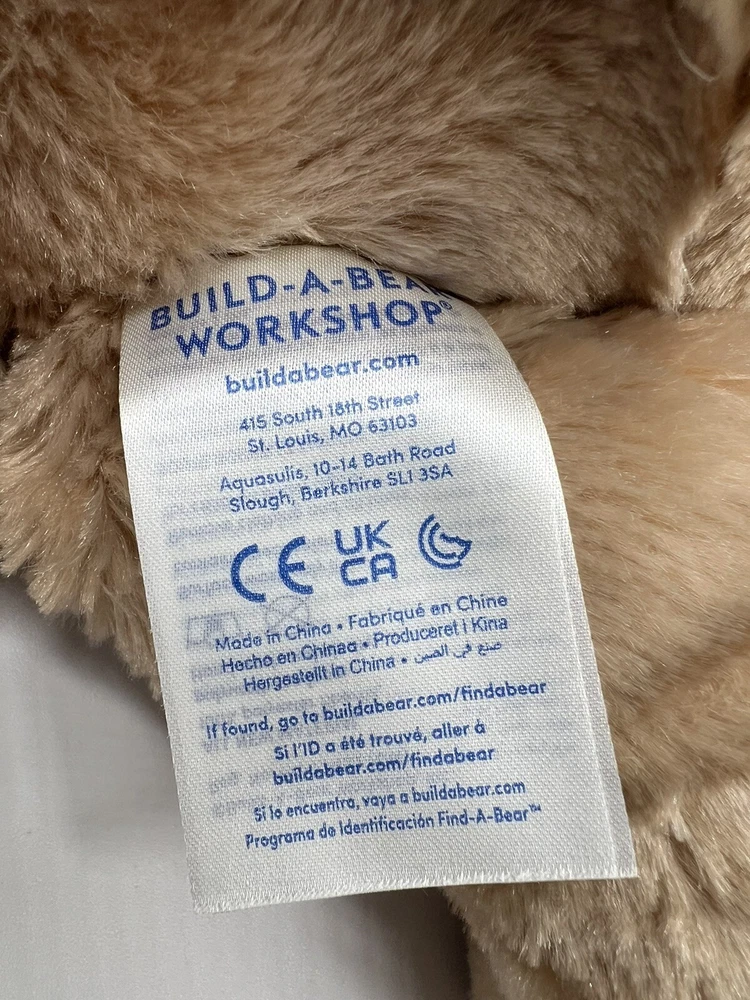 BUILD-A-BEAR
WORKSHOP®
buildabear.com
415 South 18th Street
St. Louis, MO 63103
Aquasulis, 10-14 Bath Road
Slough, Berkshire SL1 3SA
CE UK CA
Made in China • Fabriqué en Chine
Hecho en Chinaa • Produceret i Kina
Hergestellt in China • صنع في الصين
If found, go to buildabear.com/findabear
Si l'ID a été trouvé, aller à
buildabear.com/findabear
Si lo encuentra, vaya a buildabear.com
Programa de Identificación Find-A-Bear™